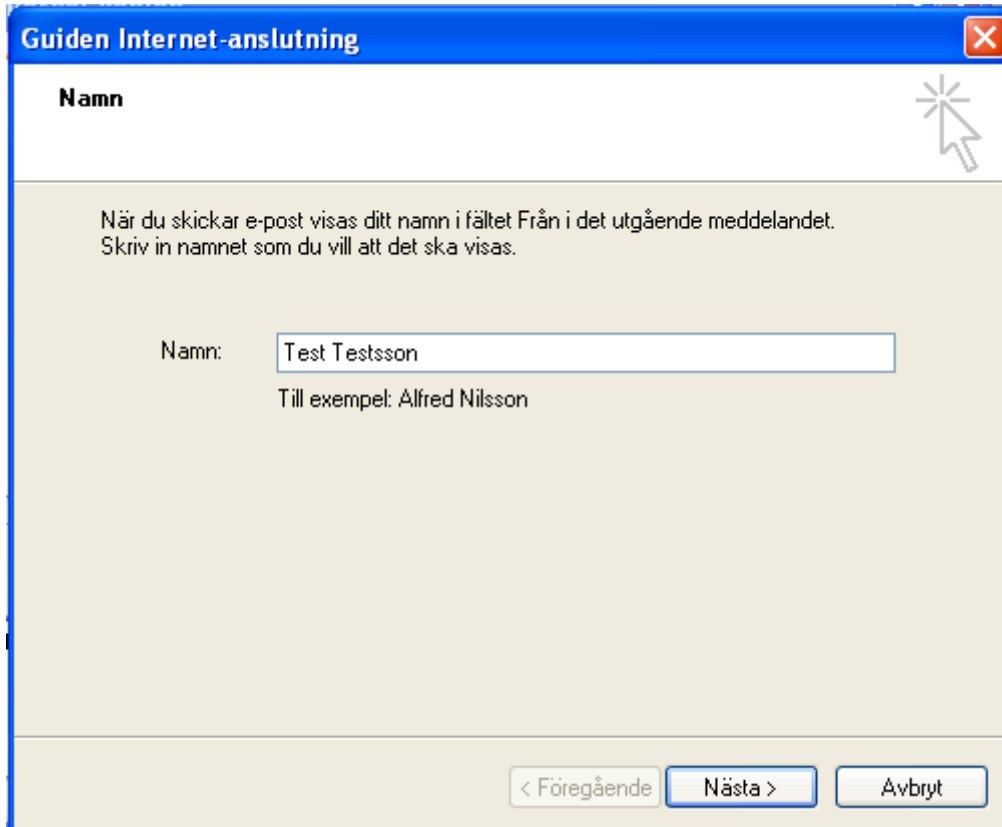 Guiden Internet-anslutning
Namn
När du skickar e-post visas ditt namn i fältet Från i det utgående meddelandet.
Skriv in namnet som du vill att det ska visas.
Namn: Test Testsson
Till exempel: Alfred Nilsson
< Föregående Nästa > Avbryt